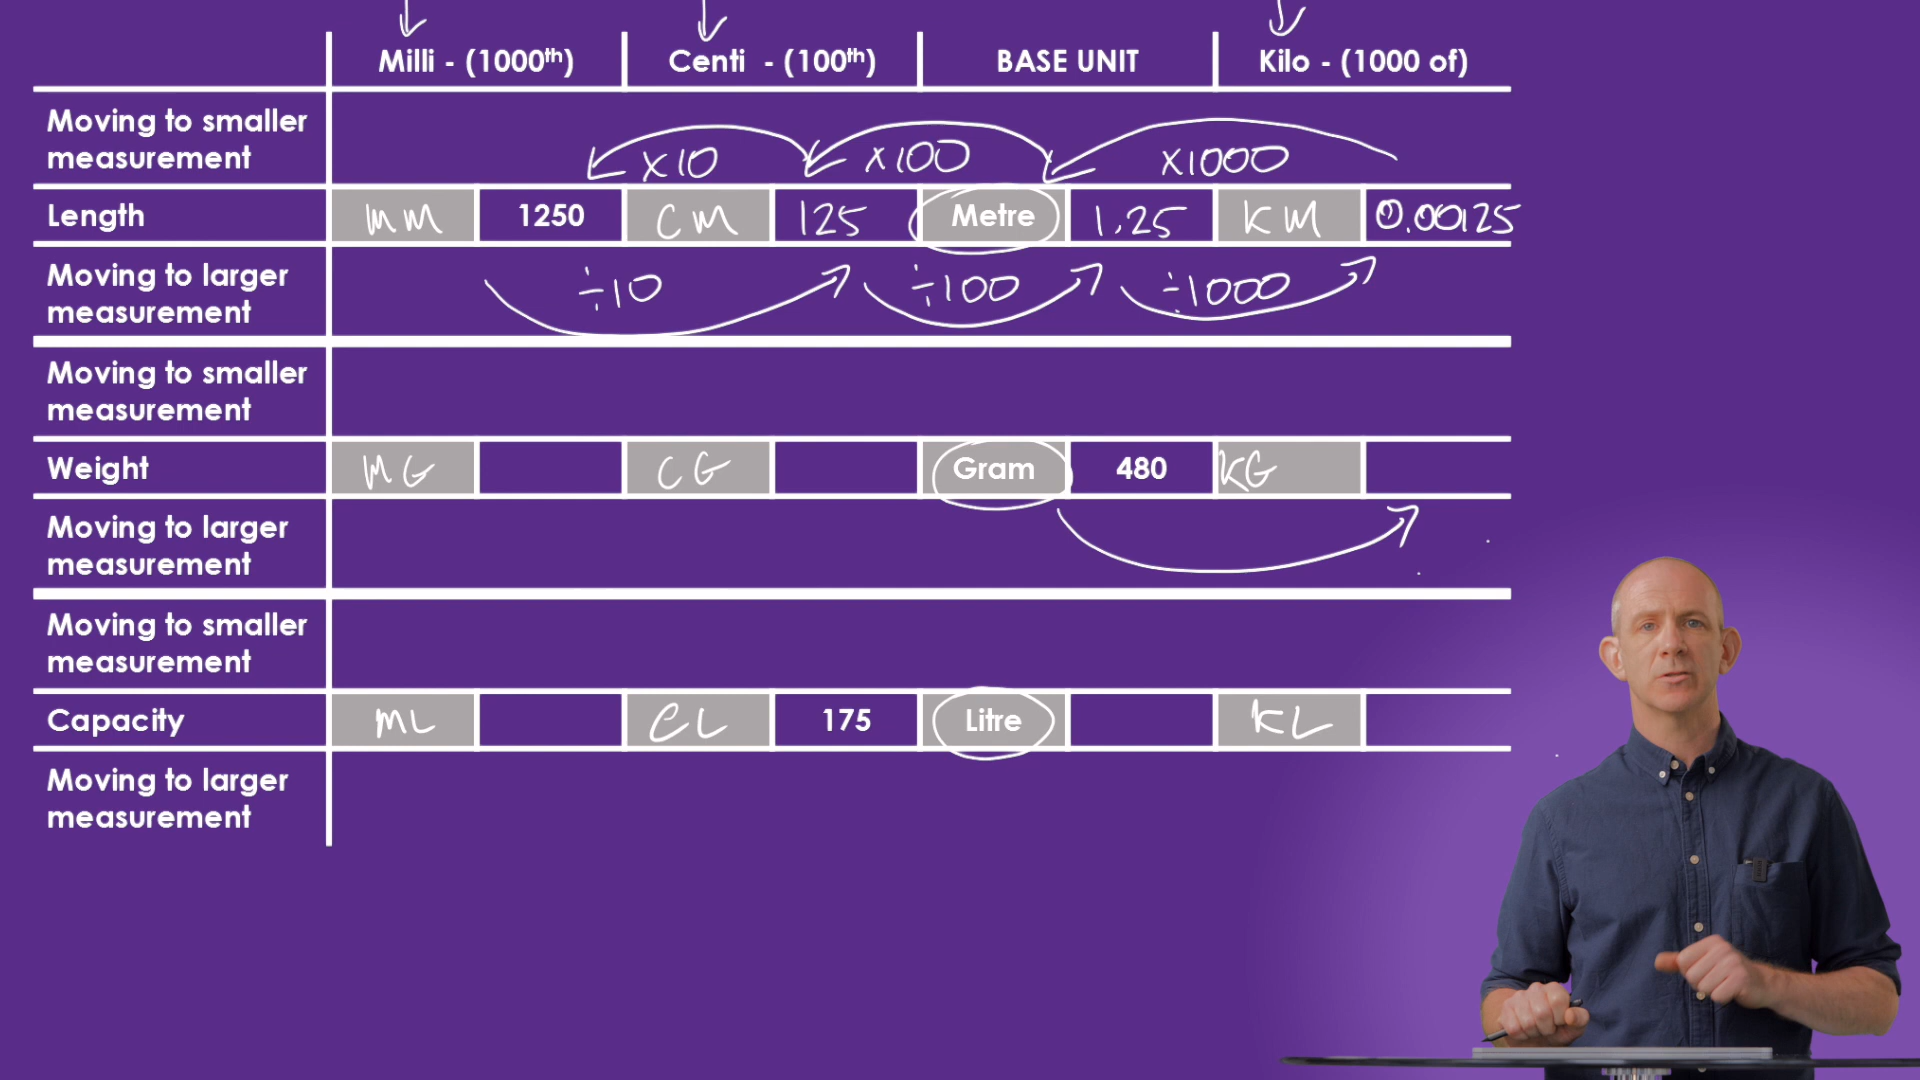 Milli - (1000th) Centi - (100th) BASE UNIT Kilo - (1000 of)
Moving to smaller
measurement
×10 ×100 ×1000
Length MM 1250 CM 125 Metre 1.25 KM 0.00125
Moving to larger
measurement
÷10 ÷100 ÷1000
Moving to smaller
measurement
Weight MG CG Gram 480 KG
Moving to larger
measurement
Moving to smaller
measurement
Capacity ML CL 175 Litre KL
Moving to larger
measurement